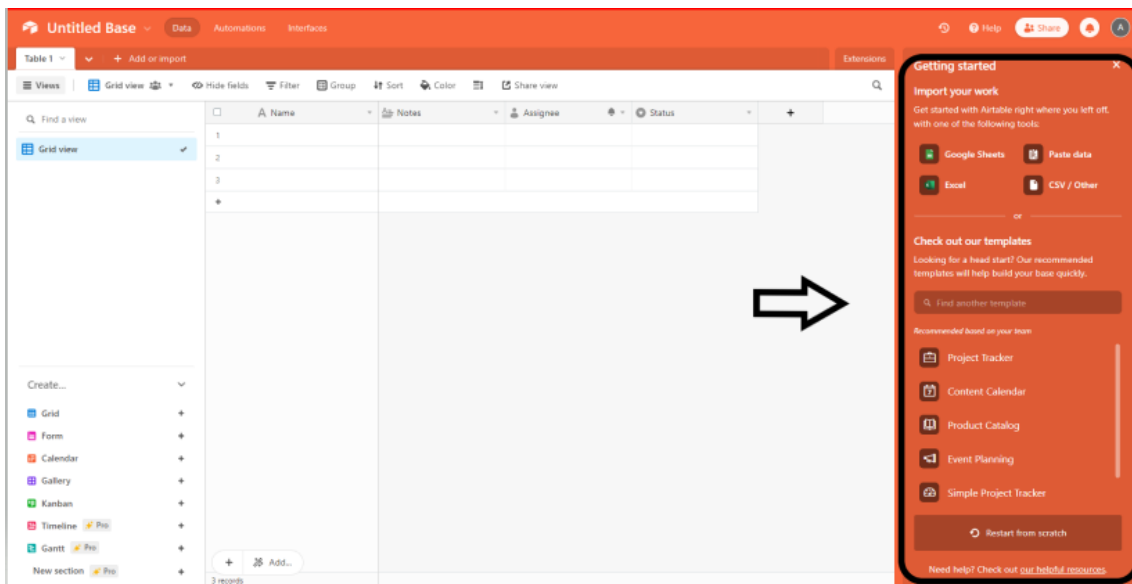 Untitled Base Data Automations Interfaces Help Share A
Table 1 Add or import Extensions
Views Grid view Hide fields Filter Group Sort Color Share view
Find a view
Grid view
Name Notes Assignee Status
1
2
3
Create...
Grid
Form
Calendar
Gallery
Kanban
Timeline Pro
Gantt Pro
New section Pro
Add...
3 records
Getting started
Import your work
Get started with Airtable right where you left off,
with one of the following tools:
Google Sheets Paste data
Excel CSV / Other
or
Check out our templates
Looking for a head start? Our recommended
templates will help build your base quickly.
Find another template
Recommended based on your team
Project Tracker
Content Calendar
Product Catalog
Event Planning
Simple Project Tracker
Restart from scratch
Need help? Check out our helpful resources.